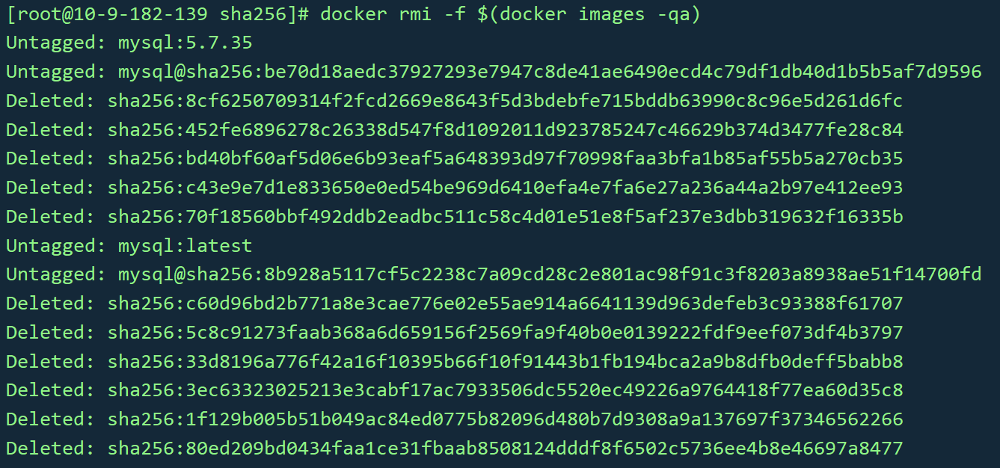 [root@10-9-182-139 sha256]# docker rmi -f $(docker images -qa)
Untagged: mysql:5.7.35
Untagged: mysql@sha256:be70d18aedc37927293e7947c8de41ae6490ecd4c79df1db40d1b5b5af7d9596
Deleted: sha256:8cf6250709314f2fcd2669e8643f5d3bdebfe715bddb63990c8c96e5d261d6fc
Deleted: sha256:452fe6896278c26338d547f8d1092011d923785247c46629b374d3477fe28c84
Deleted: sha256:bd40bf60af5d06e6b93eaf5a648393d97f70998faa3bfa1b85af55b5a270cb35
Deleted: sha256:c43e9e7d1e833650e0ed54be969d6410efa4e7fa6e27a236a44a2b97e412ee93
Deleted: sha256:70f18560bbf492ddb2eadbc511c58c4d01e51e8f5af237e3dbb319632f16335b
Untagged: mysql:latest
Untagged: mysql@sha256:8b928a5117cf5c2238c7a09cd28c2e801ac98f91c3f8203a8938ae51f14700fd
Deleted: sha256:c60d96bd2b771a8e3cae776e02e55ae914a6641139d963defeb3c93388f61707
Deleted: sha256:5c8c91273faab368a6d659156f2569fa9f40b0e0139222fdf9eef073df4b3797
Deleted: sha256:33d8196a776f42a16f10395b66f10f91443b1fb194bca2a9b8dfb0deff5babb8
Deleted: sha256:3ec63323025213e3cabf17ac7933506dc5520ec49226a9764418f77ea60d35c8
Deleted: sha256:1f129b005b51b049ac84ed0775b82096d480b7d9308a9a137697f37346562266
Deleted: sha256:80ed209bd0434faa1ce31fbaab8508124dddf8f6502c5736ee4b8e46697a8477